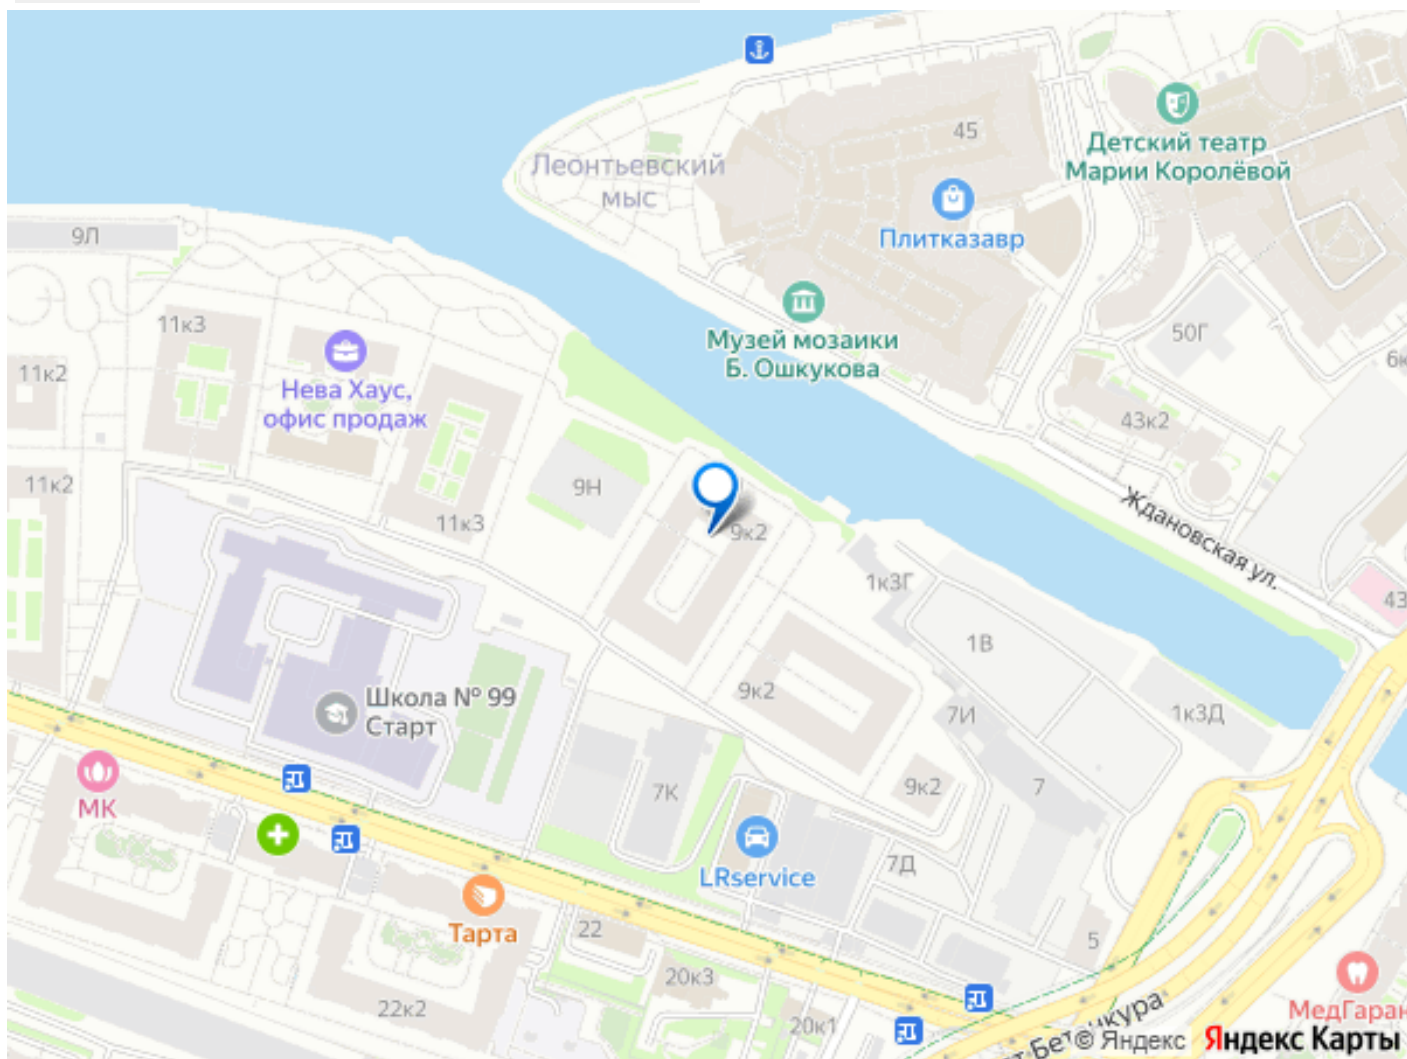 45
Детский театр
Марии Королёвой
Леонтьевский
мыс
Плитказавр
9Л
11к3
50Г
Музей мозаики
Б. Ошкукова
11к2
Нева Хаус,
офис продаж
43к2
11к2
9Н
11к3
9к2
Ждановская ул.
1к3Г
43
1В
Школа № 99
Старт
9к2
7И
1к3Д
МК
7К
9к2
7
LRservice
7Д
Тарта
22
5
20к3
22к2
20к1
МедГаран
© Яндекс
Яндекс Карты